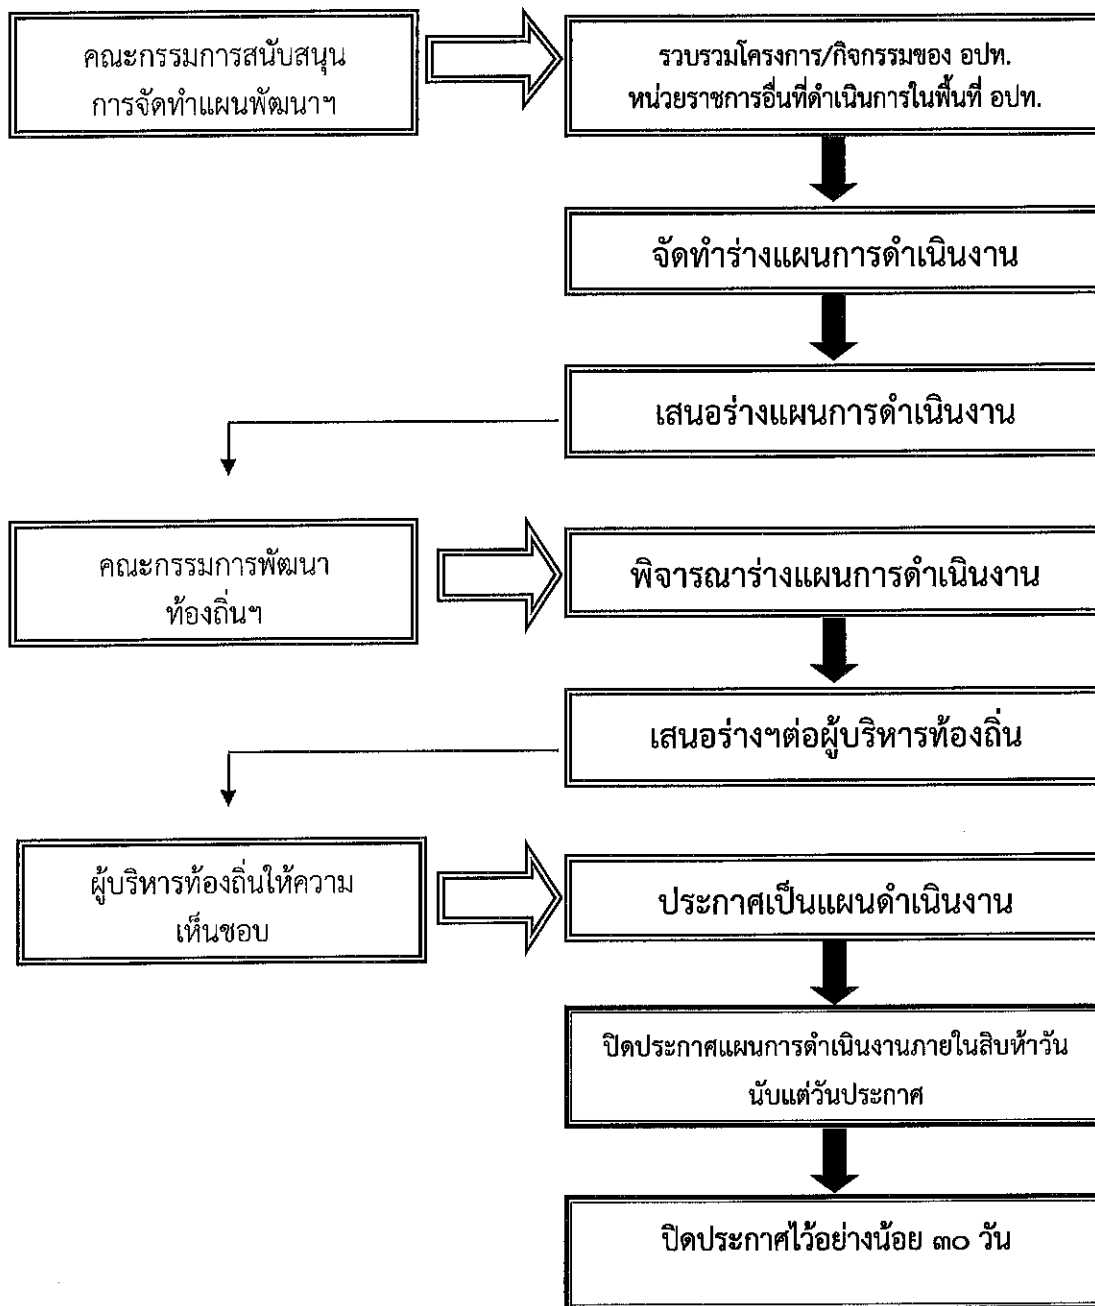 คณะกรรมการสนับสนุน
การจัดทำแผนพัฒนาฯ
รวบรวมโครงการ/กิจกรรมของ อปท.
หน่วยราชการอื่นที่ดำเนินการในพื้นที่ อปท.
จัดทำร่างแผนการดำเนินงาน
เสนอร่างแผนการดำเนินงาน
คณะกรรมการพัฒนา
ท้องถิ่นฯ
พิจารณาร่างแผนการดำเนินงาน
เสนอร่างฯต่อผู้บริหารท้องถิ่น
ผู้บริหารท้องถิ่นให้ความ
เห็นชอบ
ประกาศเป็นแผนดำเนินงาน
ปิดประกาศแผนการดำเนินงานภายในสิบห้าวัน
นับแต่วันประกาศ
ปิดประกาศไว้อย่างน้อย ๓๐ วัน